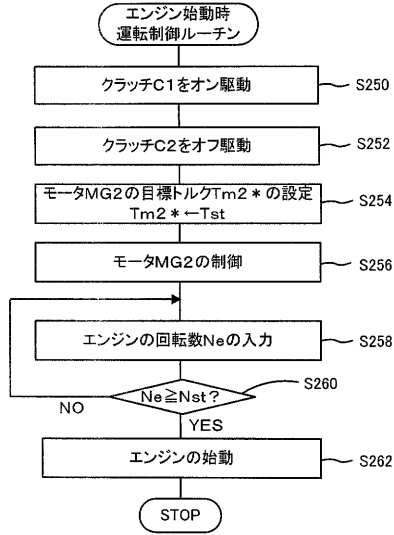 エンジン始動時
運転制御ルーチン
クラッチC1をオン駆動
S250
クラッチC2をオフ駆動
S252
モータMG2の目標トルクTm2*の設定
Tm2*←Tst
S254
モータMG2の制御
S256
エンジンの回転数Neの入力
S258
Ne≧Nst?
S260
NO
YES
エンジンの始動
S262
STOP